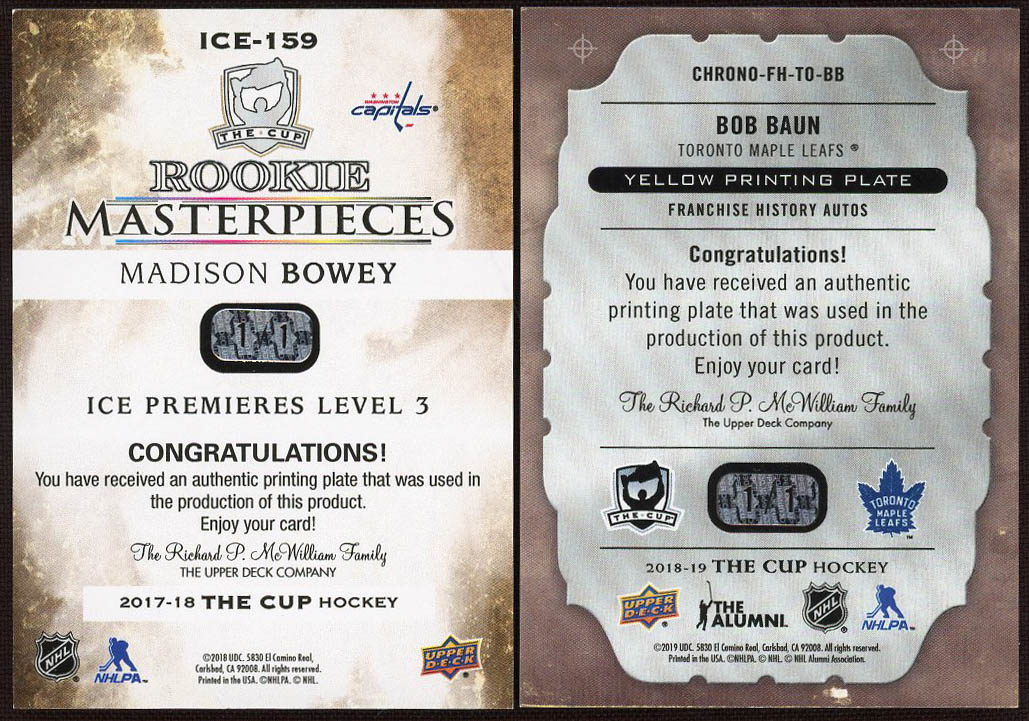 ICE-159
THE CUP
WASHINGTON
capitals®
ROOKIE
MASTERPIECES
MADISON BOWEY
1 1
ICE PREMIERES LEVEL 3
CONGRATULATIONS!
You have received an authentic printing plate that was used in
the production of this product.
Enjoy your card!
The Richard P. McWilliam Family
THE UPPER DECK COMPANY
2017-18 THE CUP HOCKEY
NHL
NHLPA™
©2018 UDC. 5830 El Camino Real,
Carlsbad, CA 92008. All rights reserved.
Printed in the USA. ©NHLPA. © NHL.
UPPER
D·E·C·K
CHRONO-FH-TO-BB
BOB BAUN
TORONTO MAPLE LEAFS ®
YELLOW PRINTING PLATE
FRANCHISE HISTORY AUTOS
Congratulations!
You have received an authentic
printing plate that was used in the
production of this product.
Enjoy your card!
The Richard P. McWilliam Family
The Upper Deck Company
THE CUP
1 1
TORONTO
MAPLE
LEAFS
2018-19 THE CUP HOCKEY
UPPER
D·E·C·K
THE
ALUMNI.
NHL
NHLPA™
©2019 UDC. 5830 El Camino Real, Carlsbad, CA 92008. All rights reserved.
Printed in the USA. ©NHLPA. © NHL. © NHL Alumni Association.